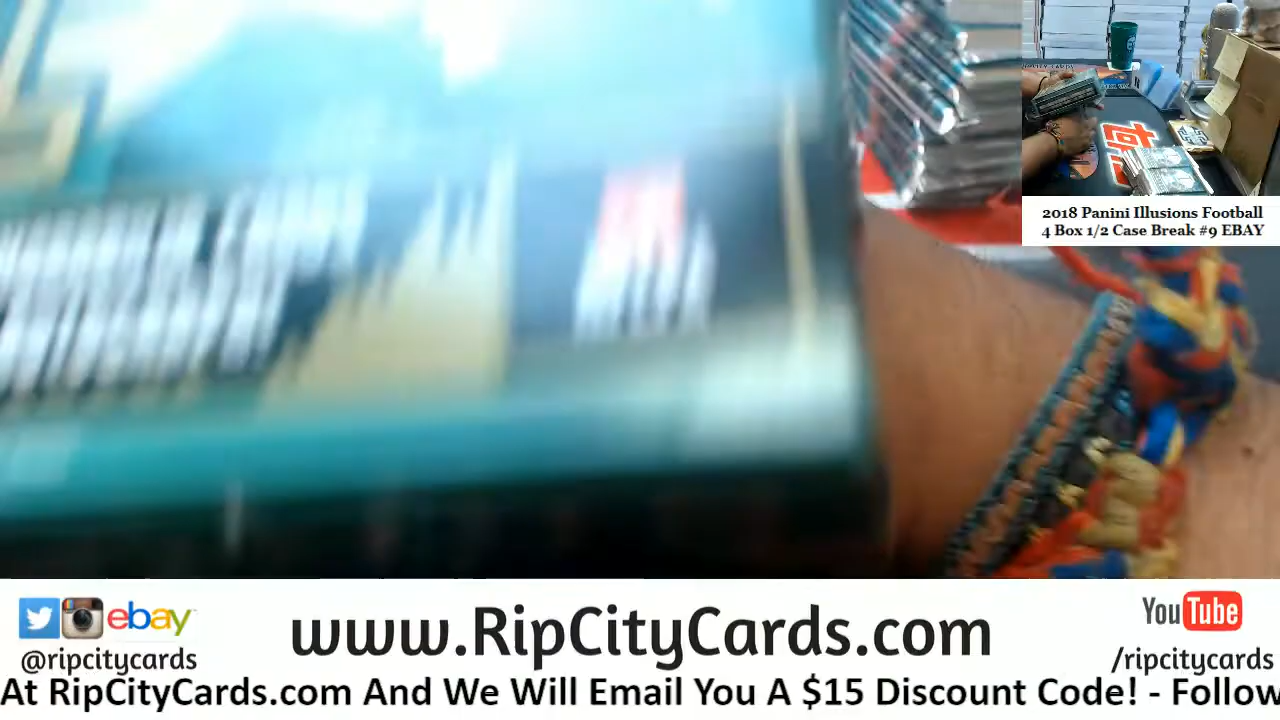 2018 Panini Illusions Football
4 Box 1/2 Case Break #9 EBAY
ebay
@ripcitycards
www.RipCityCards.com
YouTube
/ripcitycards
At RipCityCards.com And We Will Email You A $15 Discount Code! - Follow